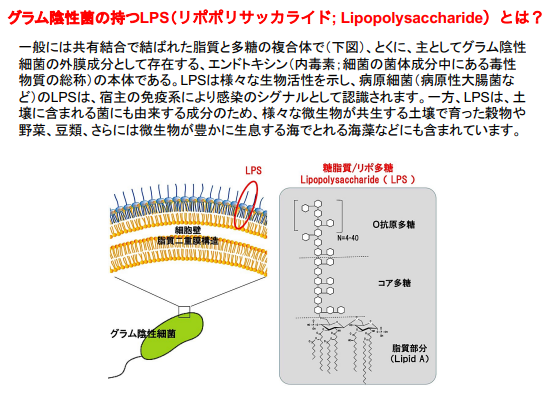 グラム陰性菌の持つLPS(リポポリサッカライド; Lipopolysaccharide) とは?
一般には共有結合で結ばれた脂質と多糖の複合体で(下図)、とくに、主としてグラム陰性
細菌の外膜成分として存在する、エンドトキシン(内毒素; 細菌の菌体成分中にある毒性
物質の総称)の本体である。LPSは様々な生物活性を示し、病原細菌(病原性大腸菌な
ど)のLPSは、宿主の免疫系により感染のシグナルとして認識されます。一方、LPSは、土
壌に含まれる菌にも由来する成分のため、様々な微生物が共生する土壌で育った穀物や
野菜、豆類、さらには微生物が豊かに生息する海でとれる海藻などにも含まれています。
LPS
細胞壁
脂質二重膜構造
グラム陰性細菌
糖脂質/リポ多糖
Lipopolysaccharide ( LPS )
O抗原多糖
N=4-40
コア多糖
脂質部分
(Lipid A)